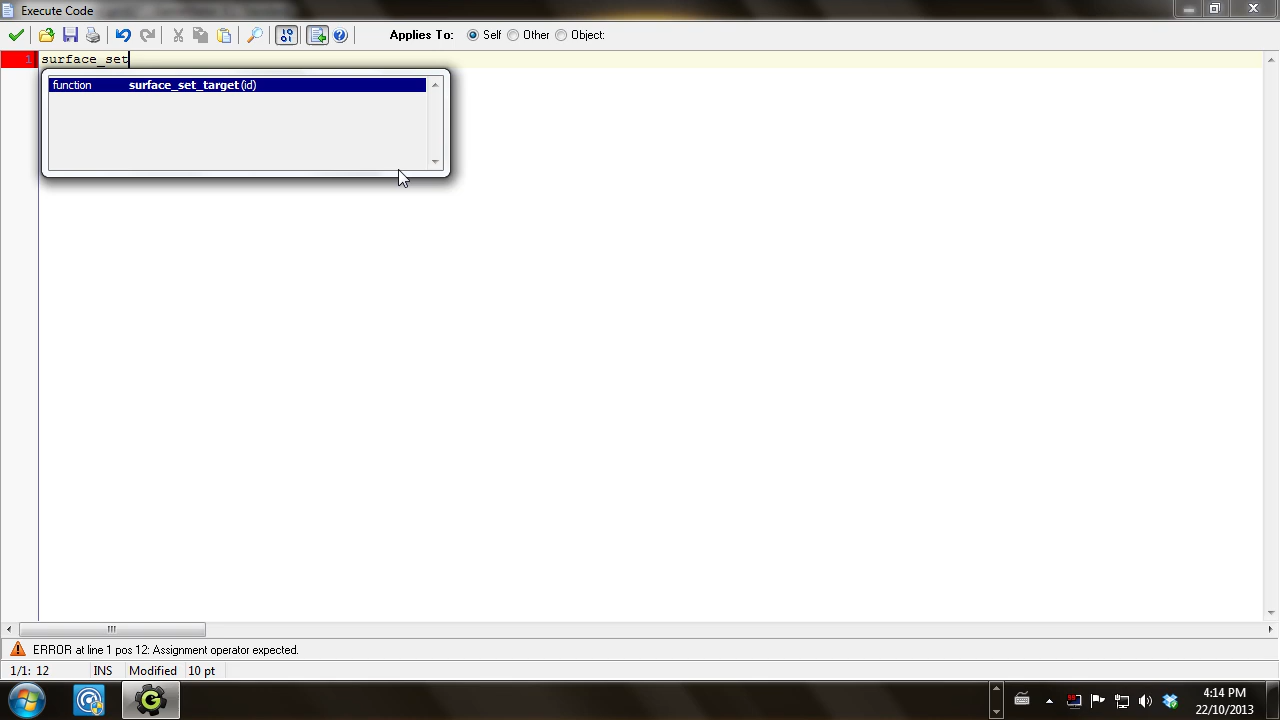 Execute Code
Applies To: Self Other Object:
1 surface_set
function surface_set_target(id)
ERROR at line 1 pos 12: Assignment operator expected.
1/1: 12 INS Modified 10 pt
4:14 PM
22/10/2013